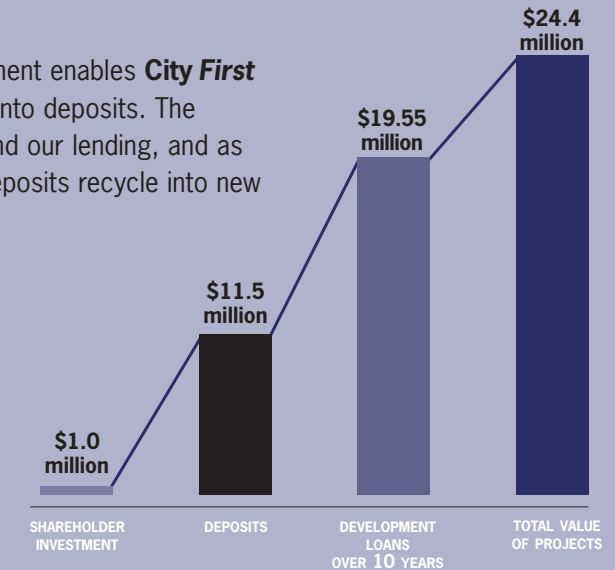 ment enables City First
nto deposits. The
nd our lending, and as
eposits recycle into new
$24.4
million
$19.55
million
$11.5
million
$1.0
million
SHAREHOLDER
INVESTMENT
DEPOSITS
DEVELOPMENT
LOANS
OVER 10 YEARS
TOTAL VALUE
OF PROJECTS